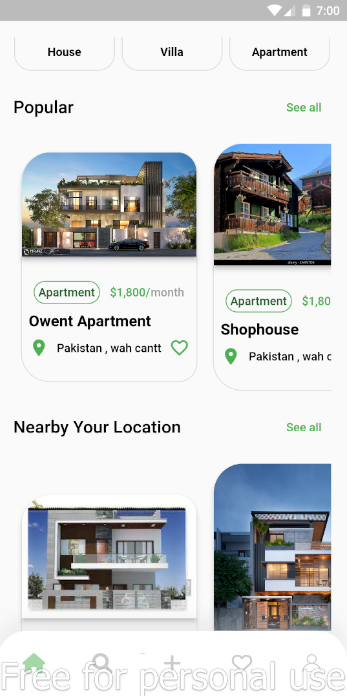 7:00
House Villa Apartment
Popular See all
Apartment $1,800/month
Owent Apartment
Pakistan , wah cantt
Apartment $1,80
Shophouse
Pakistan , wah c
Nearby Your Location See all
Free for personal use